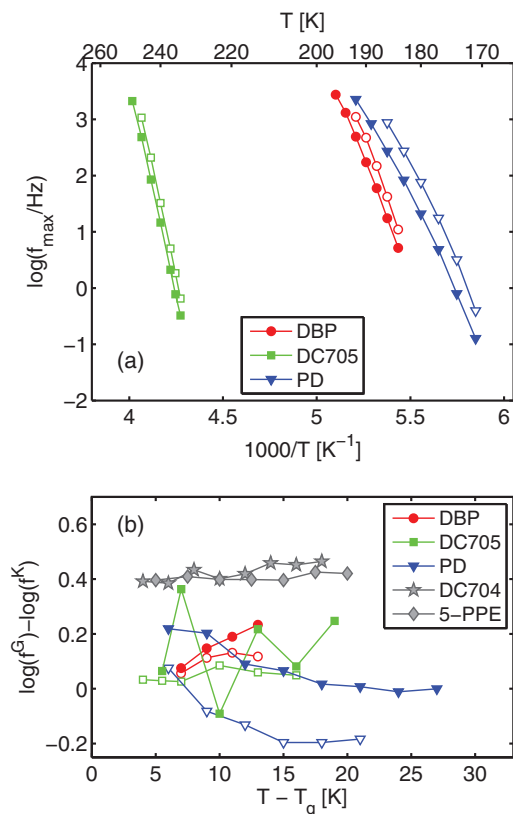 T [K]
260 240 220 200 190 180 170
4
3
2
1
0
−1
−2
log(f_max/Hz)
(a)
DBP
DC705
PD
4 4.5 5 5.5 6
1000/T [K⁻¹]
0.6
0.4
0.2
0
−0.2
log(f^G)−log(f^K)
(b)
DBP
DC705
PD
DC704
5−PPE
0 5 10 15 20 25 30
T − T_g [K]